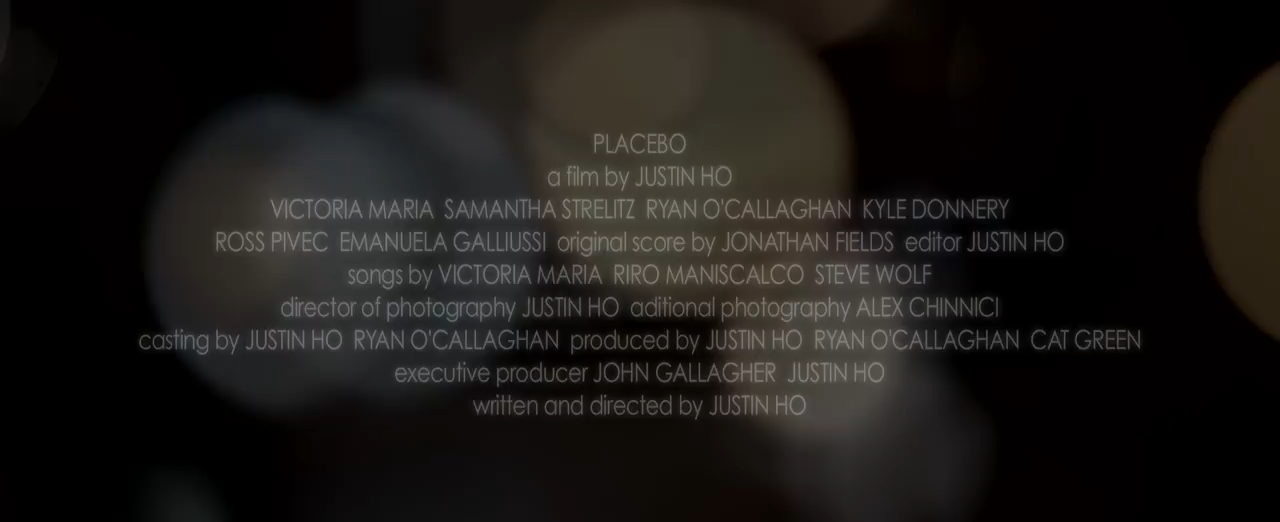 PLACEBO
a film by JUSTIN HO
VICTORIA MARIA SAMANTHA STRELITZ RYAN O'CALLAGHAN KYLE DONNERY
ROSS PIVEC EMANUELA GALLIUSSI original score by JONATHAN FIELDS editor JUSTIN HO
songs by VICTORIA MARIA RIRO MANISCALCO STEVE WOLF
director of photography JUSTIN HO aditional photography ALEX CHINNICI
casting by JUSTIN HO RYAN O'CALLAGHAN produced by JUSTIN HO RYAN O'CALLAGHAN CAT GREEN
executive producer JOHN GALLAGHER JUSTIN HO
written and directed by JUSTIN HO